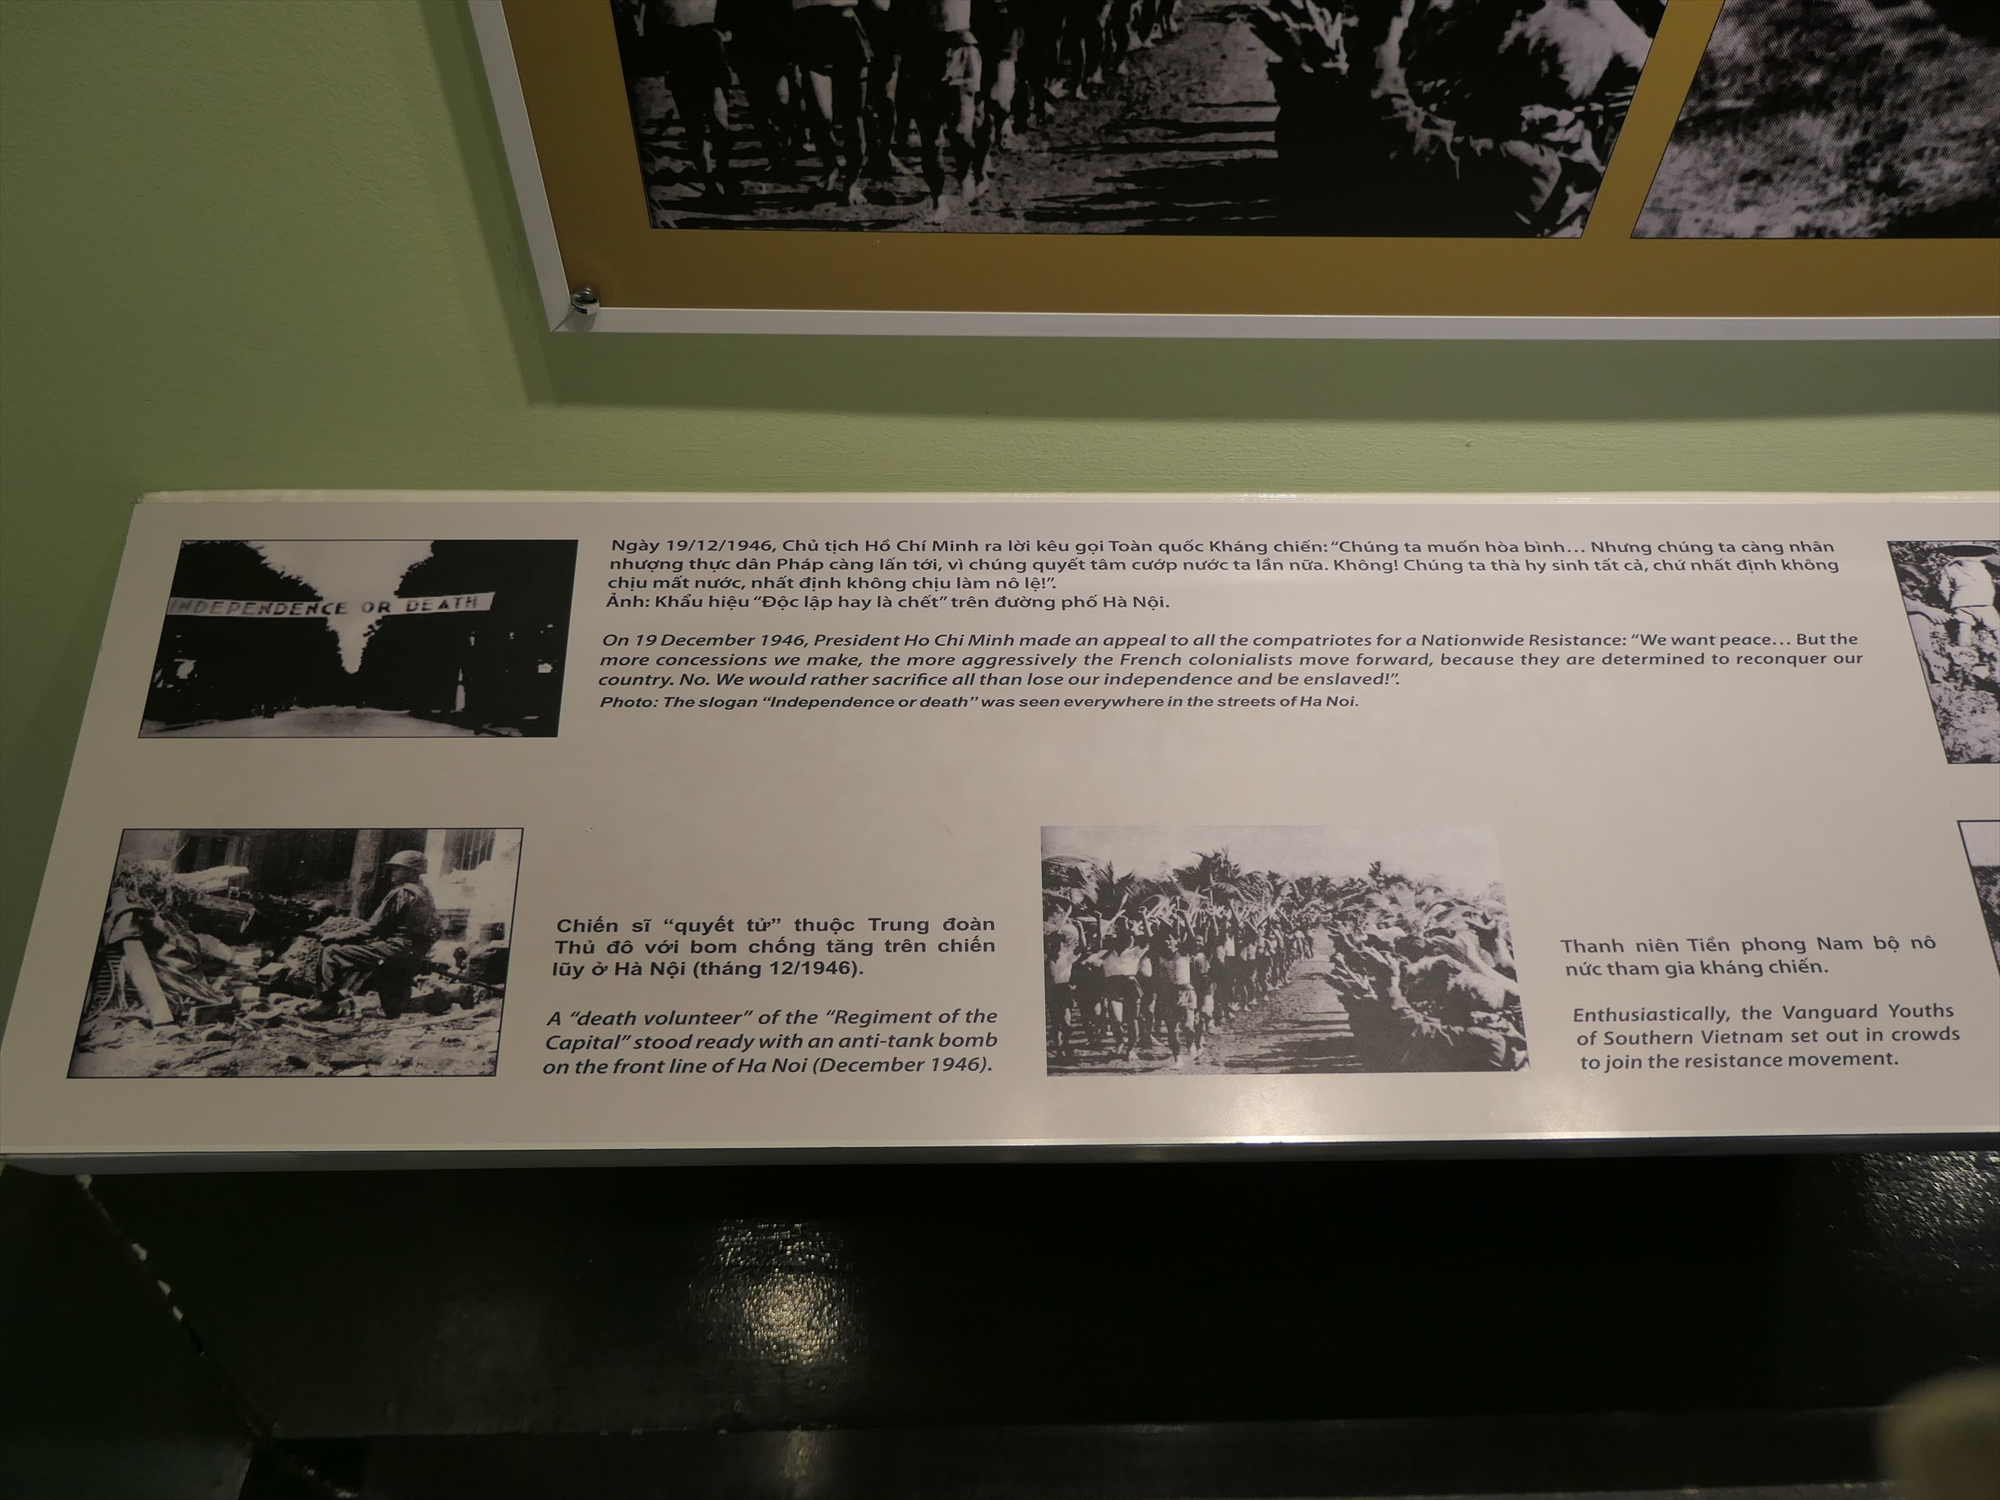 INDEPENDENCE OR DEATH
Ngày 19/12/1946, Chủ tịch Hồ Chí Minh ra lời kêu gọi Toàn quốc Kháng chiến: “Chúng ta muốn hòa bình… Nhưng chúng ta càng nhân
nhượng thực dân Pháp càng lấn tới, vì chúng quyết tâm cướp nước ta lần nữa. Không! Chúng ta thà hy sinh tất cả, chứ nhất định không
chịu mất nước, nhất định không chịu làm nô lệ!”.
Ảnh: Khẩu hiệu “Độc lập hay là chết” trên đường phố Hà Nội.
On 19 December 1946, President Ho Chi Minh made an appeal to all the compatriotes for a Nationwide Resistance: “We want peace… But the
more concessions we make, the more aggressively the French colonialists move forward, because they are determined to reconquer our
country. No. We would rather sacrifice all than lose our independence and be enslaved!”.
Photo: The slogan “Independence or death” was seen everywhere in the streets of Ha Noi.
Chiến sĩ “quyết tử” thuộc Trung đoàn
Thủ đô với bom chống tăng trên chiến
lũy ở Hà Nội (tháng 12/1946).
A “death volunteer” of the “Regiment of the
Capital” stood ready with an anti-tank bomb
on the front line of Ha Noi (December 1946).
Thanh niên Tiền phong Nam bộ nô
nức tham gia kháng chiến.
Enthusiastically, the Vanguard Youths
of Southern Vietnam set out in crowds
to join the resistance movement.